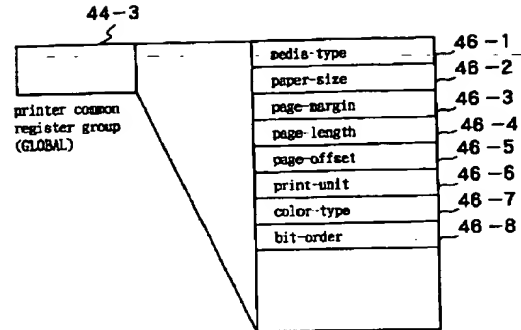 44-3
media-type 46-1
paper-size 46-2
page-margin 46-3
page-length 46-4
page-offset 46-5
print-unit 46-6
color-type 46-7
bit-order 46-8
printer common
register group
(GLOBAL)